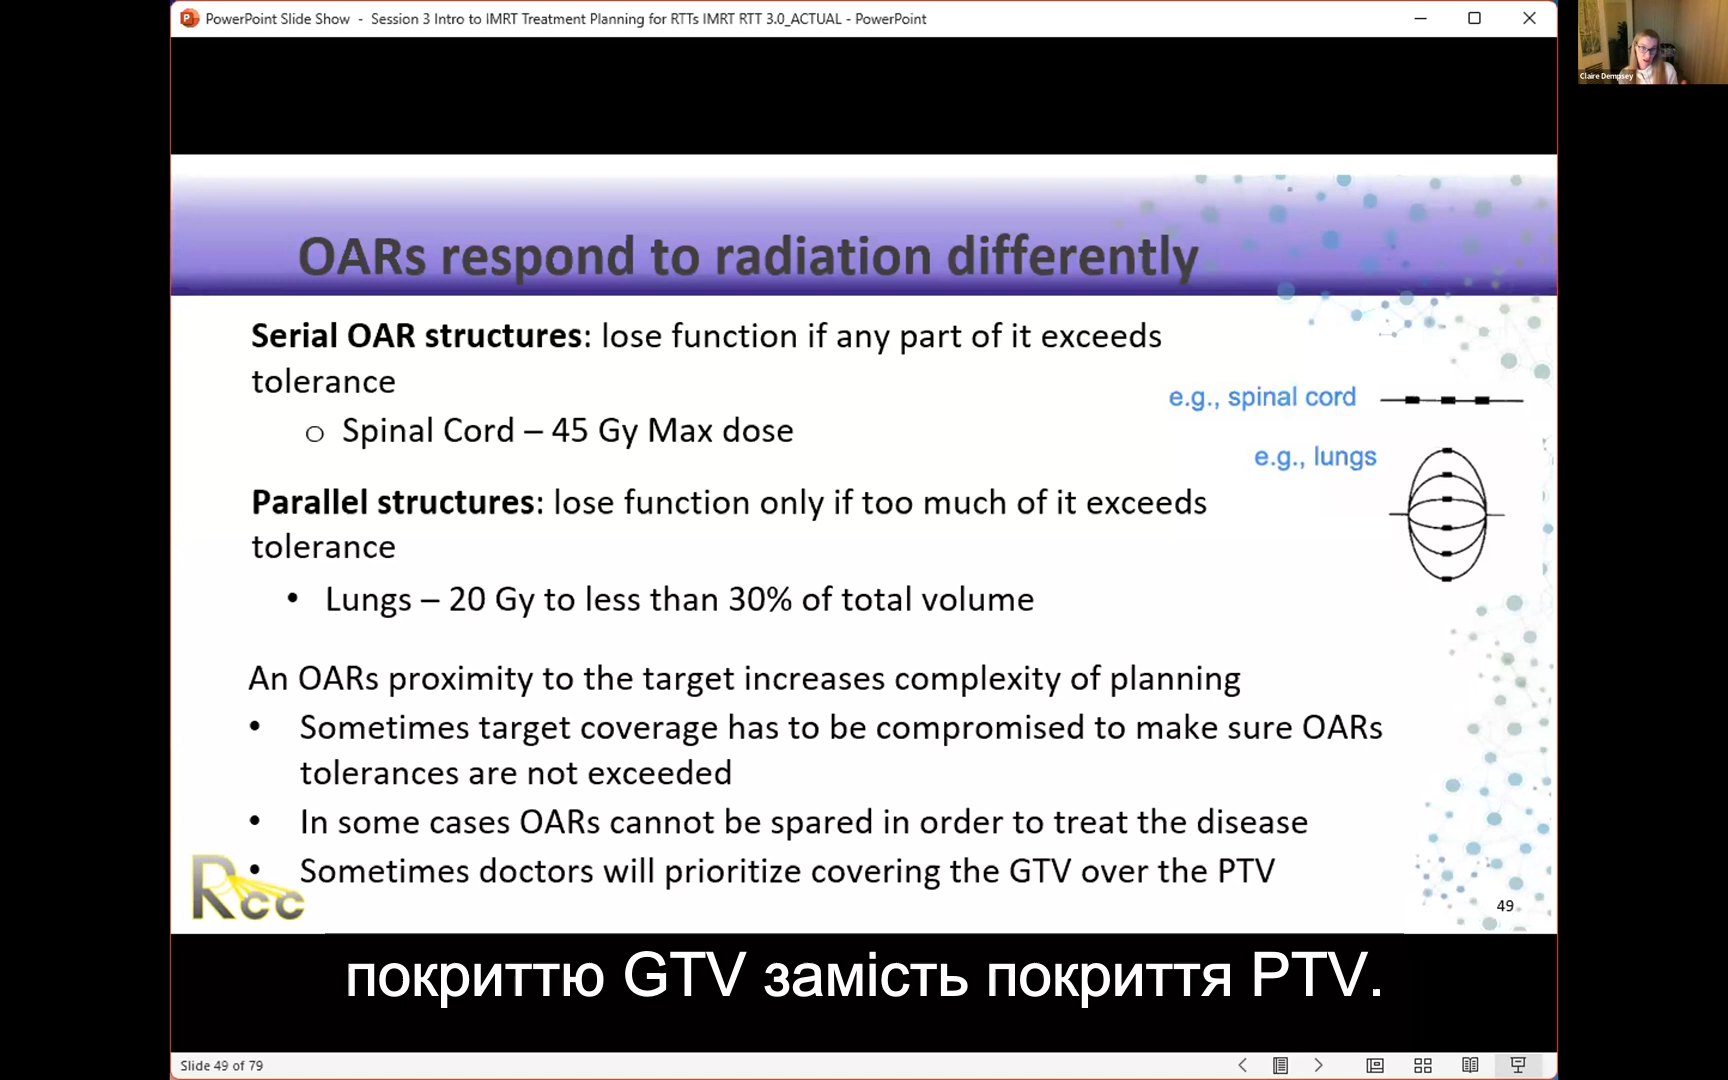 PowerPoint Slide Show - Session 3 Intro to IMRT Treatment Planning for RTTs IMRT RTT 3.0_ACTUAL - PowerPoint
Claire Dempsey
OARs respond to radiation differently
Serial OAR structures: lose function if any part of it exceeds
tolerance
e.g., spinal cord
o Spinal Cord – 45 Gy Max dose
e.g., lungs
Parallel structures: lose function only if too much of it exceeds
tolerance
• Lungs – 20 Gy to less than 30% of total volume
An OARs proximity to the target increases complexity of planning
• Sometimes target coverage has to be compromised to make sure OARs
tolerances are not exceeded
• In some cases OARs cannot be spared in order to treat the disease
• Sometimes doctors will prioritize covering the GTV over the PTV
Rcc
49
покриттю GTV замість покриття PTV.
Slide 49 of 79